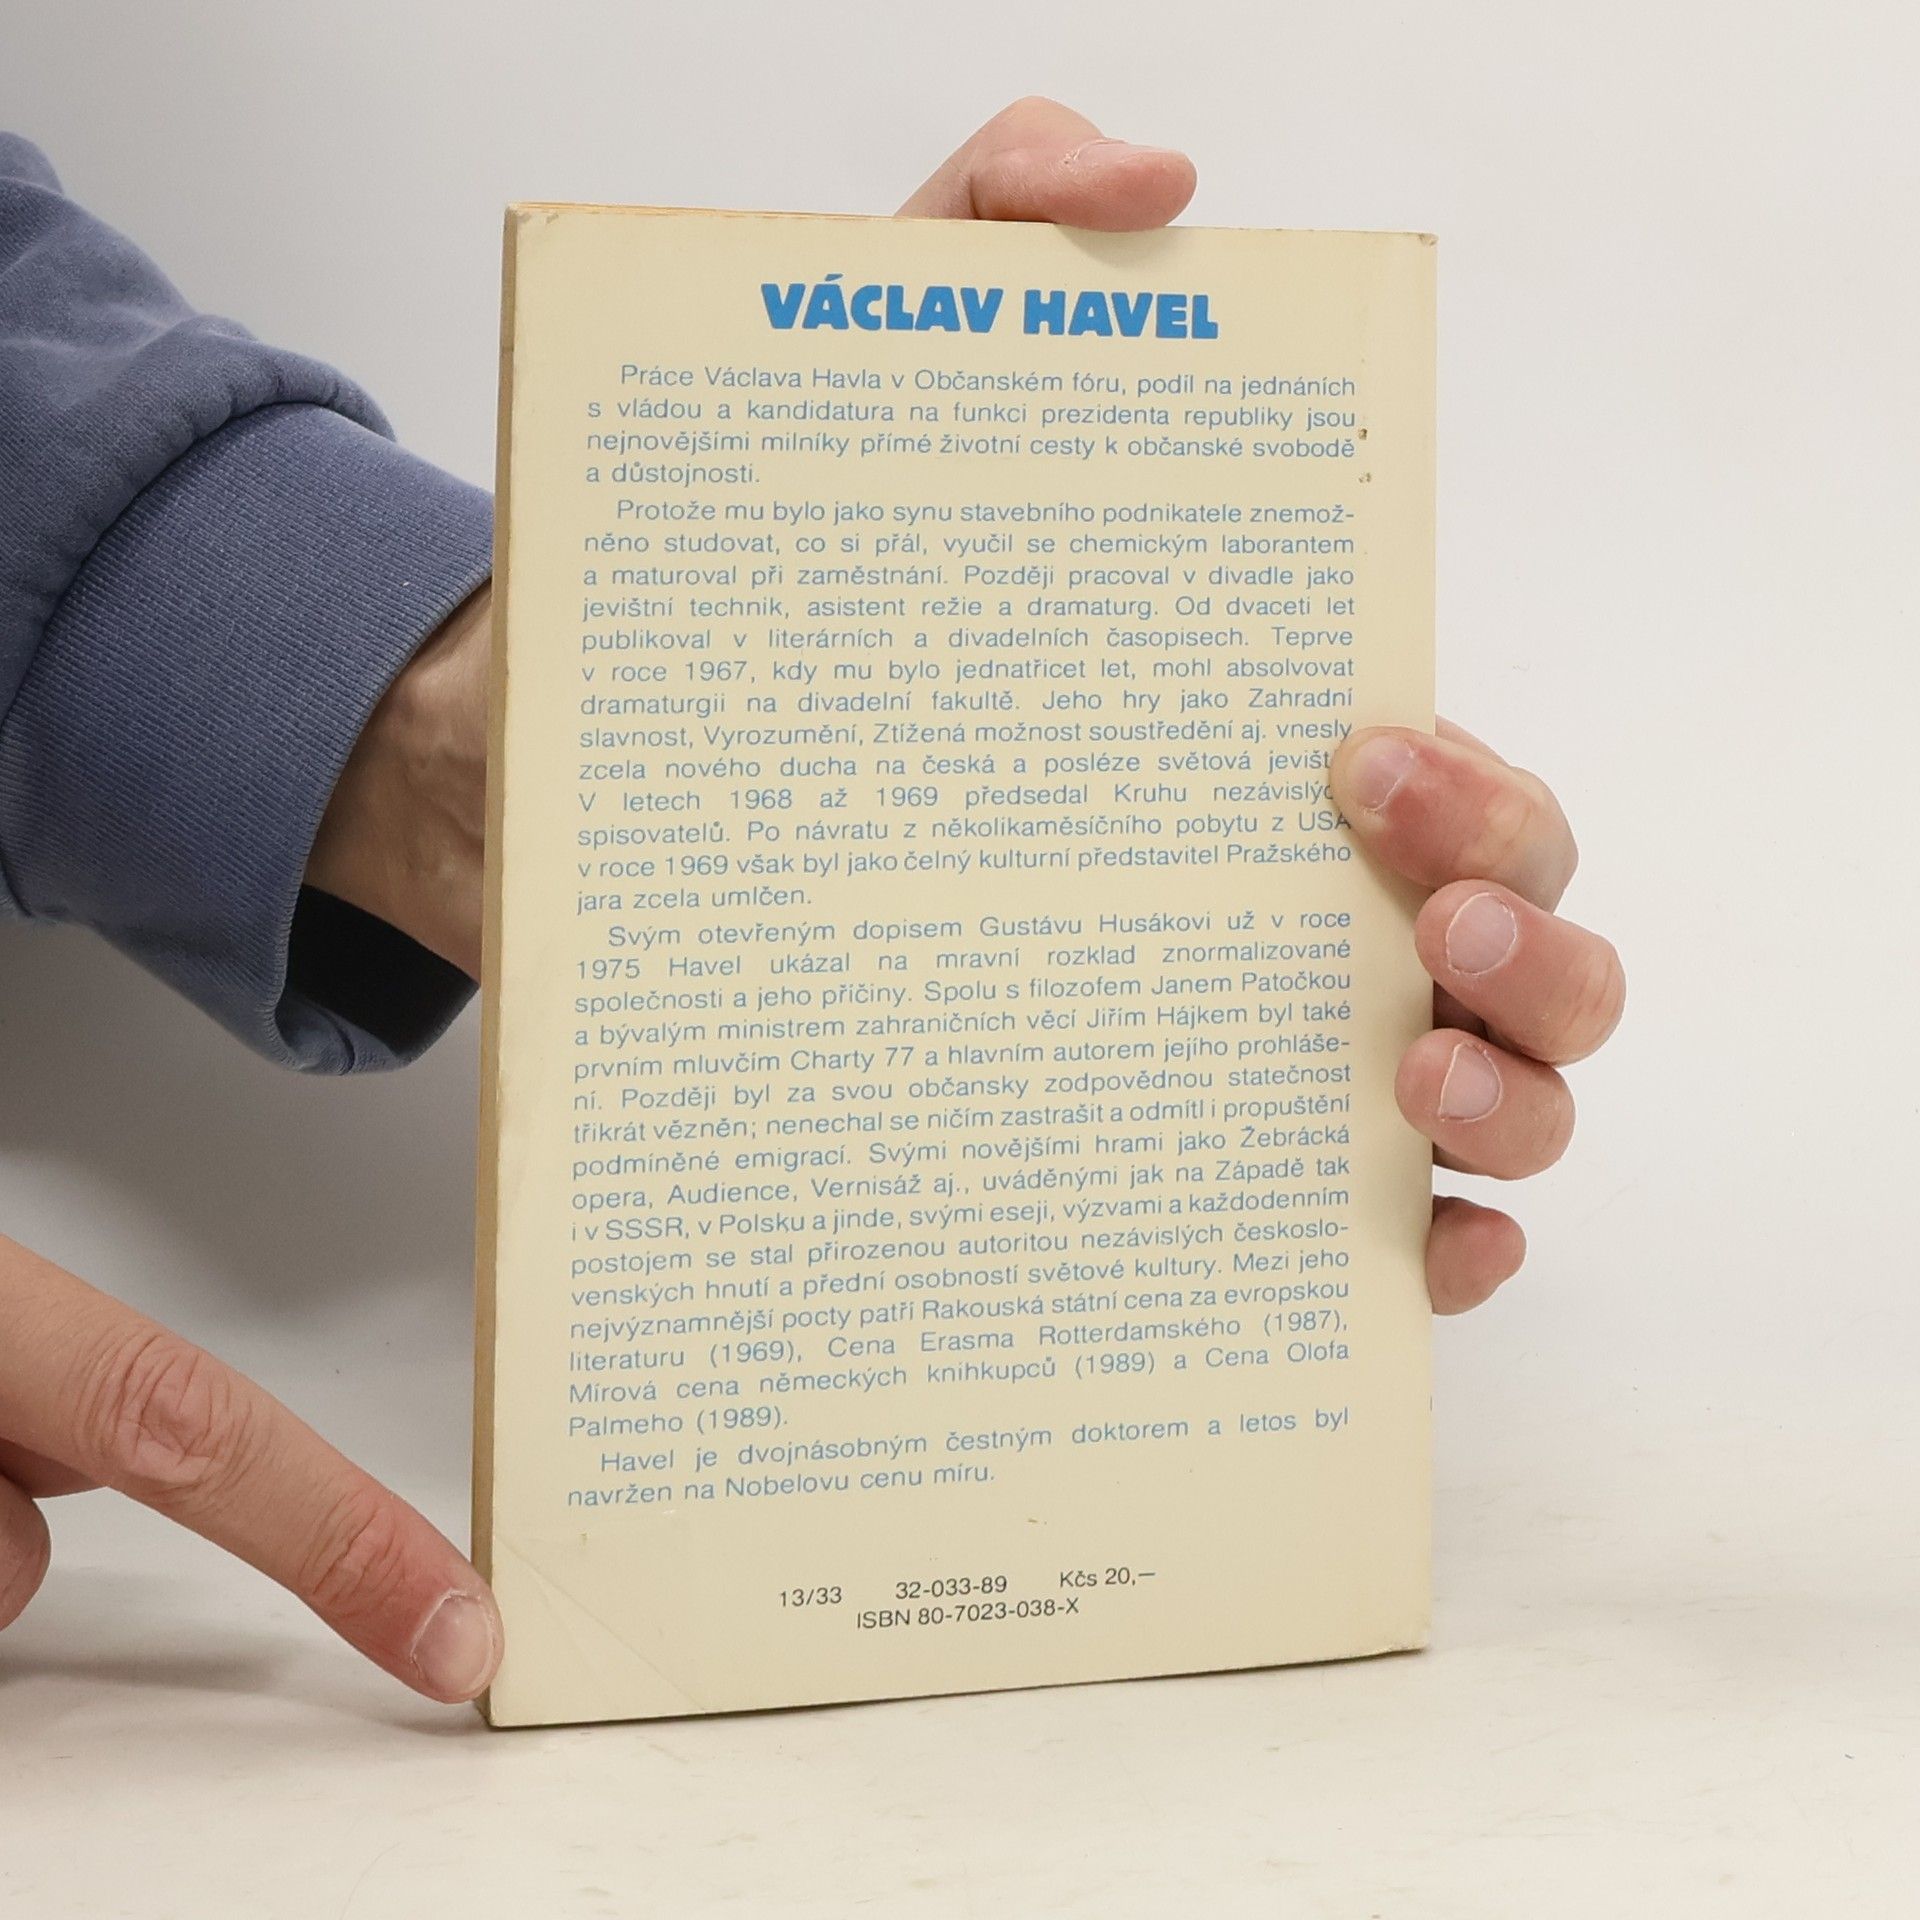 VÁCLAV HAVEL
Práce Václava Havla v Občanském fóru, podíl na jednáních
s vládou a kandidatura na funkci prezidenta republiky jsou
nejnovějšími milníky přímé životní cesty k občanské svobodě
a důstojnosti.
Protože mu bylo jako synu stavebního podnikatele znemož-
něno studovat, co si přál, vyučil se chemickým laborantem
a maturoval při zaměstnání. Později pracoval v divadle jako
jevištní technik, asistent režie a dramaturg. Od dvaceti let
publikoval v literárních a divadelních časopisech. Teprve
v roce 1967, kdy mu bylo jednatřicet let, mohl absolvovat
dramaturgii na divadelní fakultě. Jeho hry jako Zahradní
slavnost, Vyrozumění, Ztížená možnost soustředění aj. vnesly
zcela nového ducha na česká a posléze světová
V letech 1968 až 1969 předsedal Kruhu
spisovatelů. Po návratu z několikaměsíčního pobytu z USA
v roce 1969 však byl jako čelný kulturní představitel Pražského
jara zcela umlčen.
Svým otevřeným dopisem Gustávu Husákovi už v roce
1975 Havel ukázal na mravní rozklad znormalizované
společnosti a jeho příčiny. Spolu s filozofem Janem Patočkou
a bývalým ministrem zahraničních věcí Jiřím Hájkem byl také
prvním mluvčím Charty 77 a hlavním autorem jejího prohláše-
ní. Později byl za svou občansky zodpovědnou statečnost
třikrát vězněn; nenechal se ničím zastrašit a odmítl i propuštění
podmíněné emigrací. Svými novějšími hrami jako Žebrácká
opera, Audience, Vernisáž aj., uváděnými jak na Západě tak
i v SSSR, v Polsku a jinde, svými eseji, výzvami a každodenním
postojem se stal přirozenou autoritou nezávislých českoslo-
venských hnutí a přední osobností světové kultury. Mezi jeho
nejvýznamnější pocty patří Rakouská státní cena za evropskou
literaturu (1969), Cena Erasma Rotterdamského (1987),
Mírová cena německých knihkupců (1989) a Cena Olofa
Palmeho (1989).
Havel je dvojnásobným čestným doktorem a letos byl
navržen na Nobelovu cenu míru.
13/33 32-033-89 Kčs 20,—
ISBN 80-7023-038-X